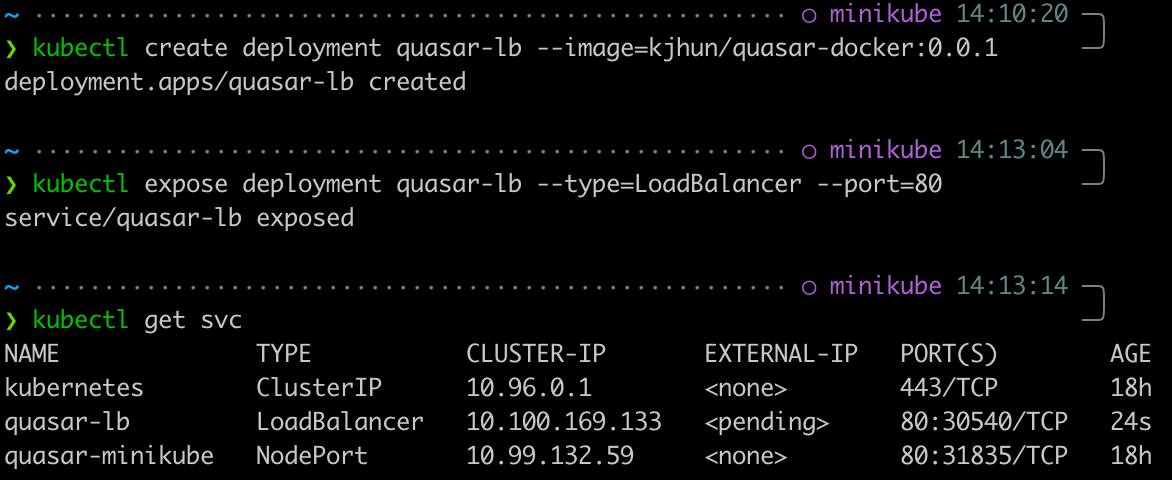 ~ ······················································ ○ minikube 14:10:20
❯ kubectl create deployment quasar-lb --image=kjhun/quasar-docker:0.0.1
deployment.apps/quasar-lb created
~ ······················································ ○ minikube 14:13:04
❯ kubectl expose deployment quasar-lb --type=LoadBalancer --port=80
service/quasar-lb exposed
~ ······················································ ○ minikube 14:13:14
❯ kubectl get svc
NAME              TYPE           CLUSTER-IP       EXTERNAL-IP   PORT(S)        AGE
kubernetes        ClusterIP      10.96.0.1        <none>        443/TCP        18h
quasar-lb         LoadBalancer   10.100.169.133   <pending>     80:30540/TCP   24s
quasar-minikube   NodePort       10.99.132.59     <none>        80:31835/TCP   18h